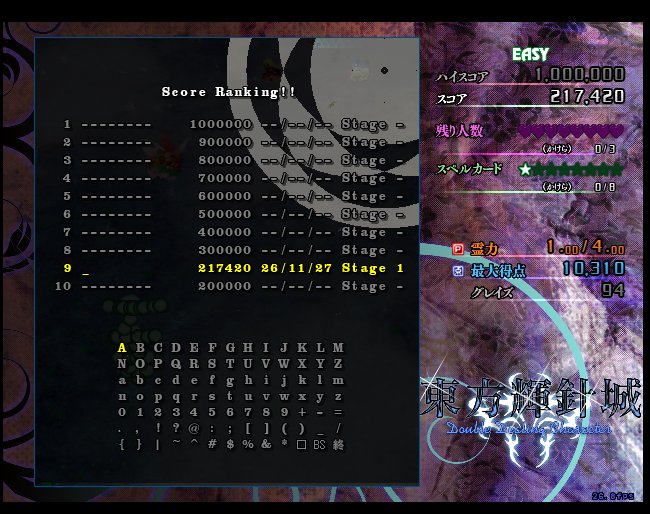 Score Ranking!!
1 -------- 1000000 --/--/-- Stage -
2 -------- 900000 --/--/-- Stage -
3 -------- 800000 --/--/-- Stage -
4 -------- 700000 --/--/-- Stage -
5 -------- 600000 --/--/-- Stage -
6 -------- 500000 --/--/-- Stage -
7 -------- 400000 --/--/-- Stage -
8 -------- 300000 --/--/-- Stage -
9 _ 217420 26/11/27 Stage 1
10 -------- 200000 --/--/-- Stage -
A B C D E F G H I J K L M
N O P Q R S T U V W X Y Z
a b c d e f g h i j k l m
n o p q r s t u v w x y z
0 1 2 3 4 5 6 7 8 9 + - =
. , ! ? @ : ; [ ] ( ) _ /
{ } | ~ ^ # $ % & * □ BS 終
EASY
ハイスコア 1,000,000
スコア 217,420
残り人数
(かけら) 0/3
スペルカード ★★★★★★★★
(かけら) 0/8
P 霊力 1.00/4.00
最大得点 10,310
グレイズ 94
東方輝針城
Double Dealing Character
26.8fps